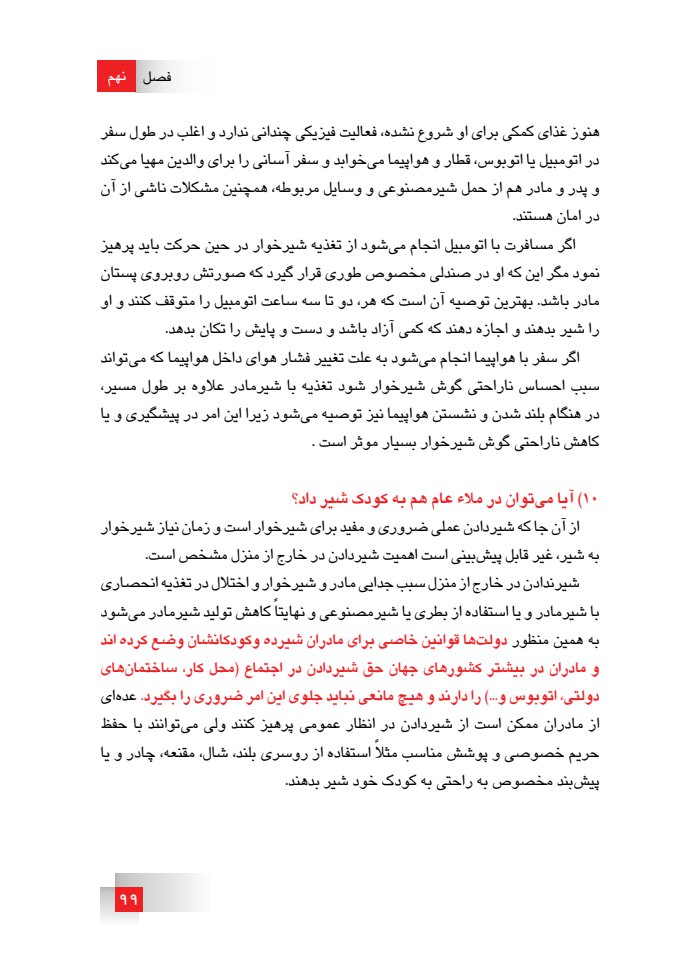 فصل نهم
هنوز غذای کمکی برای او شروع نشده، فعالیت فیزیکی چندانی ندارد و اغلب در طول سفر
در اتومبیل یا اتوبوس، قطار و هواپیما می‌خوابد و سفر آسانی را برای والدین مهیا می‌کند
و پدر و مادر هم از حمل شیرمصنوعی و وسایل مربوطه، همچنین مشکلات ناشی از آن
در امان هستند.
اگر مسافرت با اتومبیل انجام می‌شود از تغذیه شیرخوار در حین حرکت باید پرهیز
نمود مگر این که او در صندلی مخصوص طوری قرار گیرد که صورتش روبروی پستان
مادر باشد. بهترین توصیه آن است که هر، دو تا سه ساعت اتومبیل را متوقف کنند و او
را شیر بدهند و اجازه دهند که کمی آزاد باشد و دست و پایش را تکان بدهد.
اگر سفر با هواپیما انجام می‌شود به علت تغییر فشار هوای داخل هواپیما که می‌تواند
سبب احساس ناراحتی گوش شیرخوار شود تغذیه با شیرمادر علاوه بر طول مسیر،
در هنگام بلند شدن و نشستن هواپیما نیز توصیه می‌شود زیرا این امر در پیشگیری و یا
کاهش ناراحتی گوش شیرخوار بسیار موثر است .
۱۰) آیا می‌توان در ملاء عام هم به کودک شیر داد؟
از آن جا که شیردادن عملی ضروری و مفید برای شیرخوار است و زمان نیاز شیرخوار
به شیر، غیر قابل پیش‌بینی است اهمیت شیردادن در خارج از منزل مشخص است.
شیرندادن در خارج از منزل سبب جدایی مادر و شیرخوار و اختلال در تغذیه انحصاری
با شیرمادر و یا استفاده از بطری یا شیرمصنوعی و نهایتاً کاهش تولید شیرمادر می‌شود
به همین منظور دولت‌ها قوانین خاصی برای مادران شیرده وکودکانشان وضع کرده اند
و مادران در بیشتر کشورهای جهان حق شیردادن در اجتماع (محل کار، ساختمان‌های
دولتی، اتوبوس و...) را دارند و هیچ مانعی نباید جلوی این امر ضروری را بگیرد. عده‌ای
از مادران ممکن است از شیردادن در انظار عمومی پرهیز کنند ولی می‌توانند با حفظ
حریم خصوصی و پوشش مناسب مثلاً استفاده از روسری بلند، شال، مقنعه، چادر و یا
پیش‌بند مخصوص به راحتی به کودک خود شیر بدهند.
۹۹